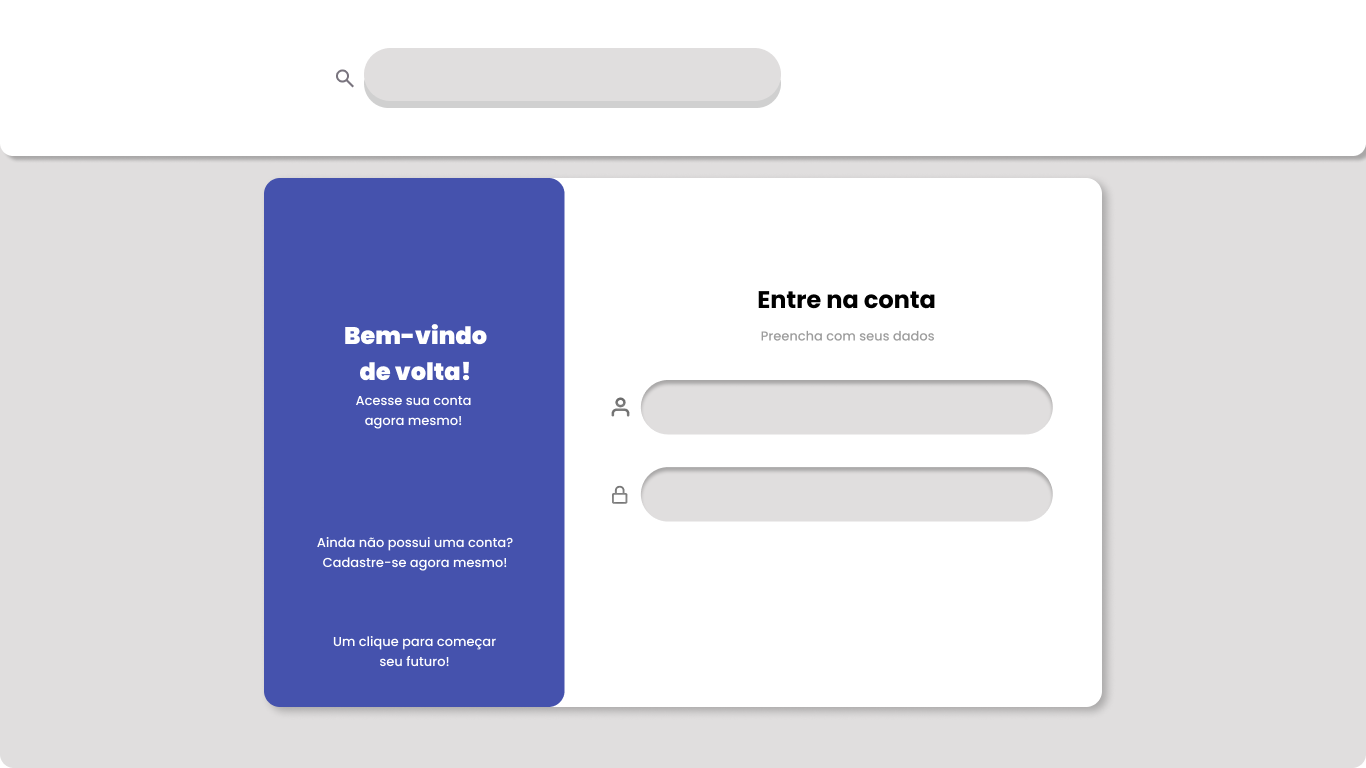 Bem-vindo
de volta!
Acesse sua conta
agora mesmo!
Ainda não possui uma conta?
Cadastre-se agora mesmo!
Um clique para começar
seu futuro!
Entre na conta
Preencha com seus dados